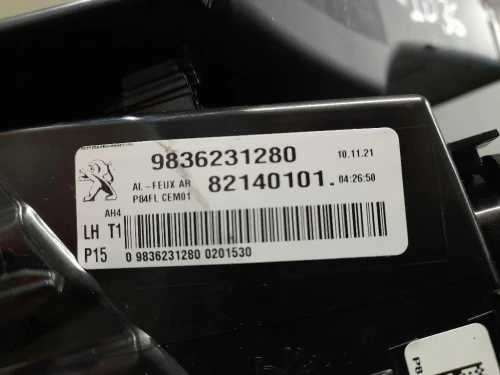 9836231280 10.11.21
AL-FEUX AR 82140101. 04:26:50
P84FL CEM01
AH4
LH T1
P15 0 9836231280 0201530
P8